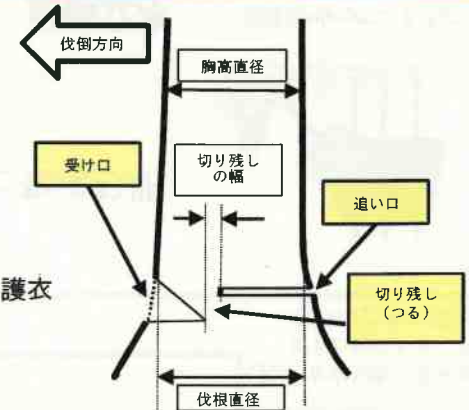 伐倒方向
胸高直径
受け口
切り残し
の幅
追い口
護衣
切り残し
(つる)
伐根直径